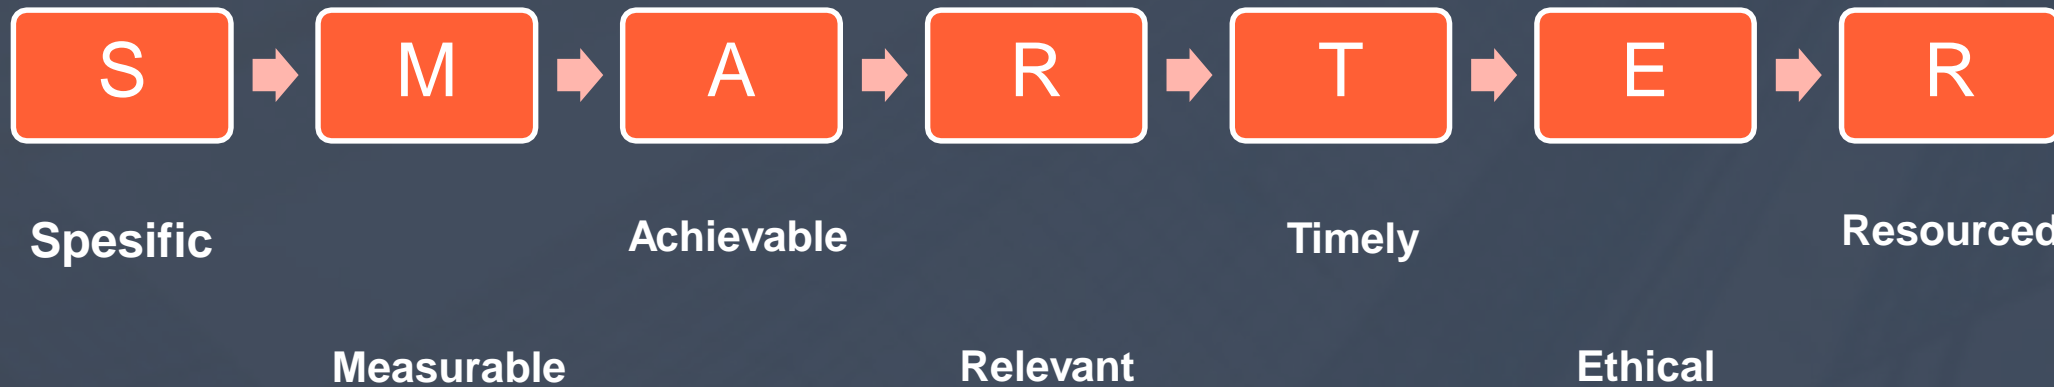 S M A R T E R
Spesific Achievable Timely Resourced
Measurable Relevant Ethical